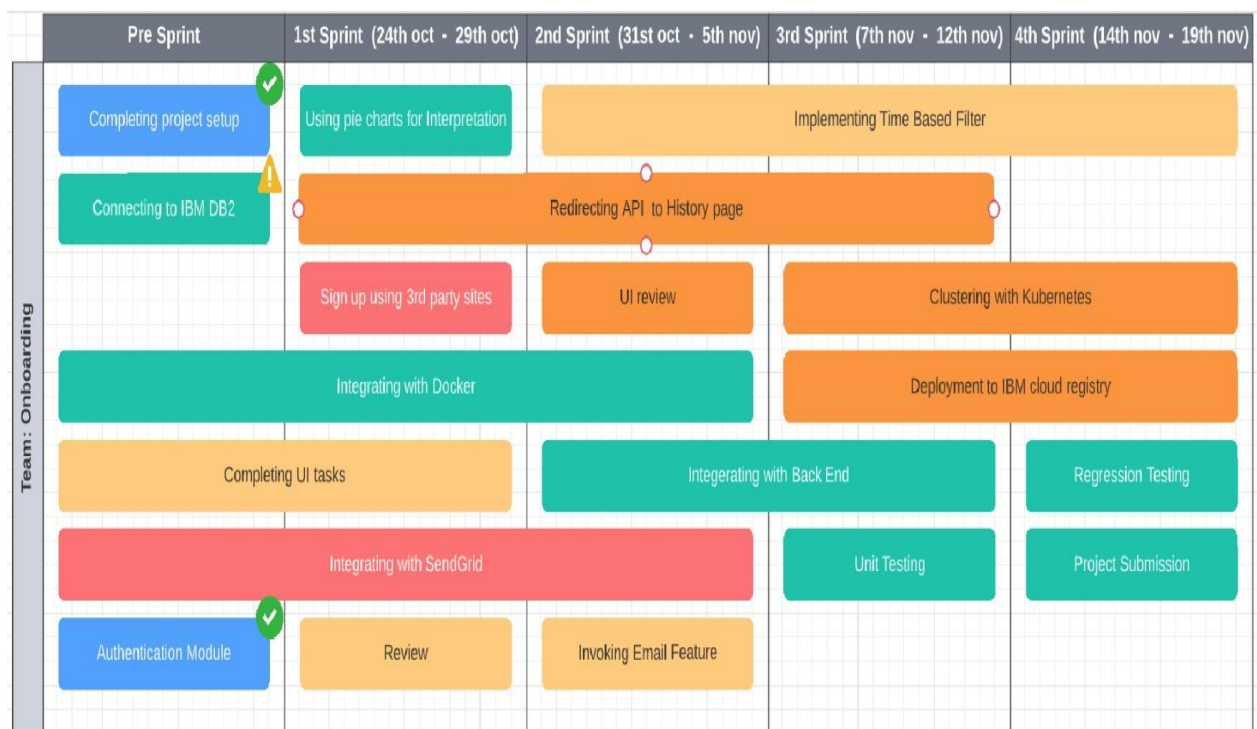 Pre Sprint
1st Sprint (24th oct - 29th oct)
2nd Sprint (31st oct - 5th nov)
3rd Sprint (7th nov - 12th nov)
4th Sprint (14th nov - 19th nov)
Team: Onboarding
Completing project setup
Using pie charts for Interpretation
Implementing Time Based Filter
Connecting to IBM DB2
Redirecting API to History page
Sign up using 3rd party sites
UI review
Clustering with Kubernetes
Integrating with Docker
Deployment to IBM cloud registry
Completing UI tasks
Integerating with Back End
Regression Testing
Integrating with SendGrid
Unit Testing
Project Submission
Authentication Module
Review
Invoking Email Feature